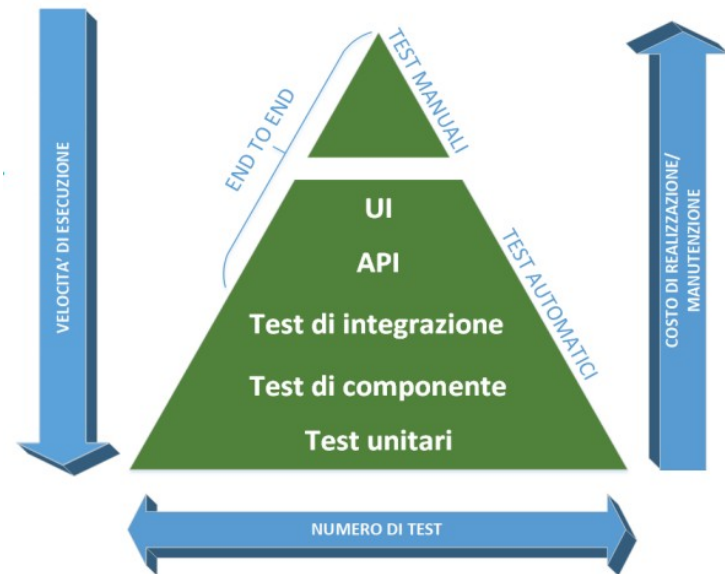 TEST MANUALI
END TO END
VELOCITA' DI ESECUZIONE
COSTO DI REALIZZAZIONE/
MANUTENZIONE
UI
API
TEST AUTOMATICI
Test di integrazione
Test di componente
Test unitari
NUMERO DI TEST